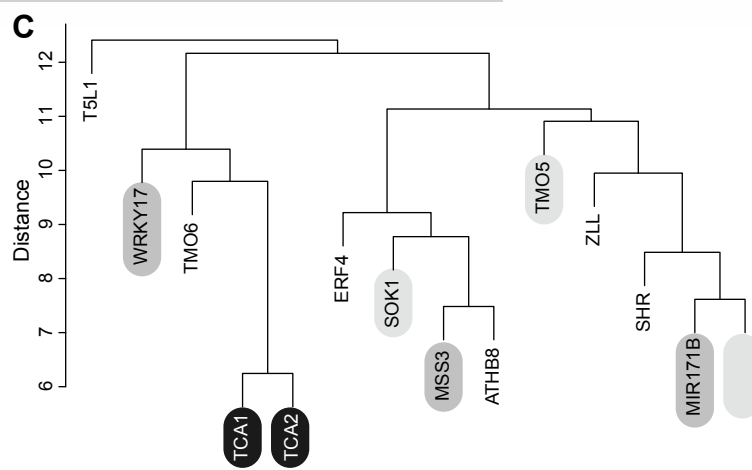 C
Distance
12
11
10
9
8
7
6
T5L1
WRKY17
TMO6
TCA1
TCA2
ERF4
SOK1
MSS3
ATHB8
TMO5
ZLL
SHR
MIR171B